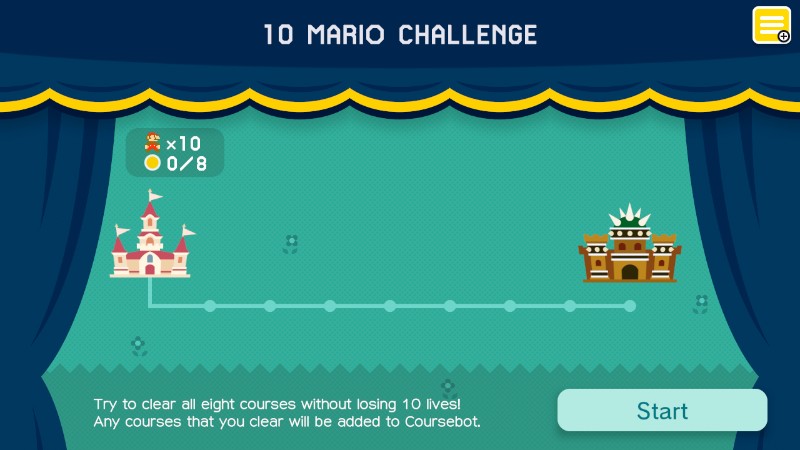 10 MARIO CHALLENGE
×10
0/8
Try to clear all eight courses without losing 10 lives!
Any courses that you clear will be added to Coursebot.
Start